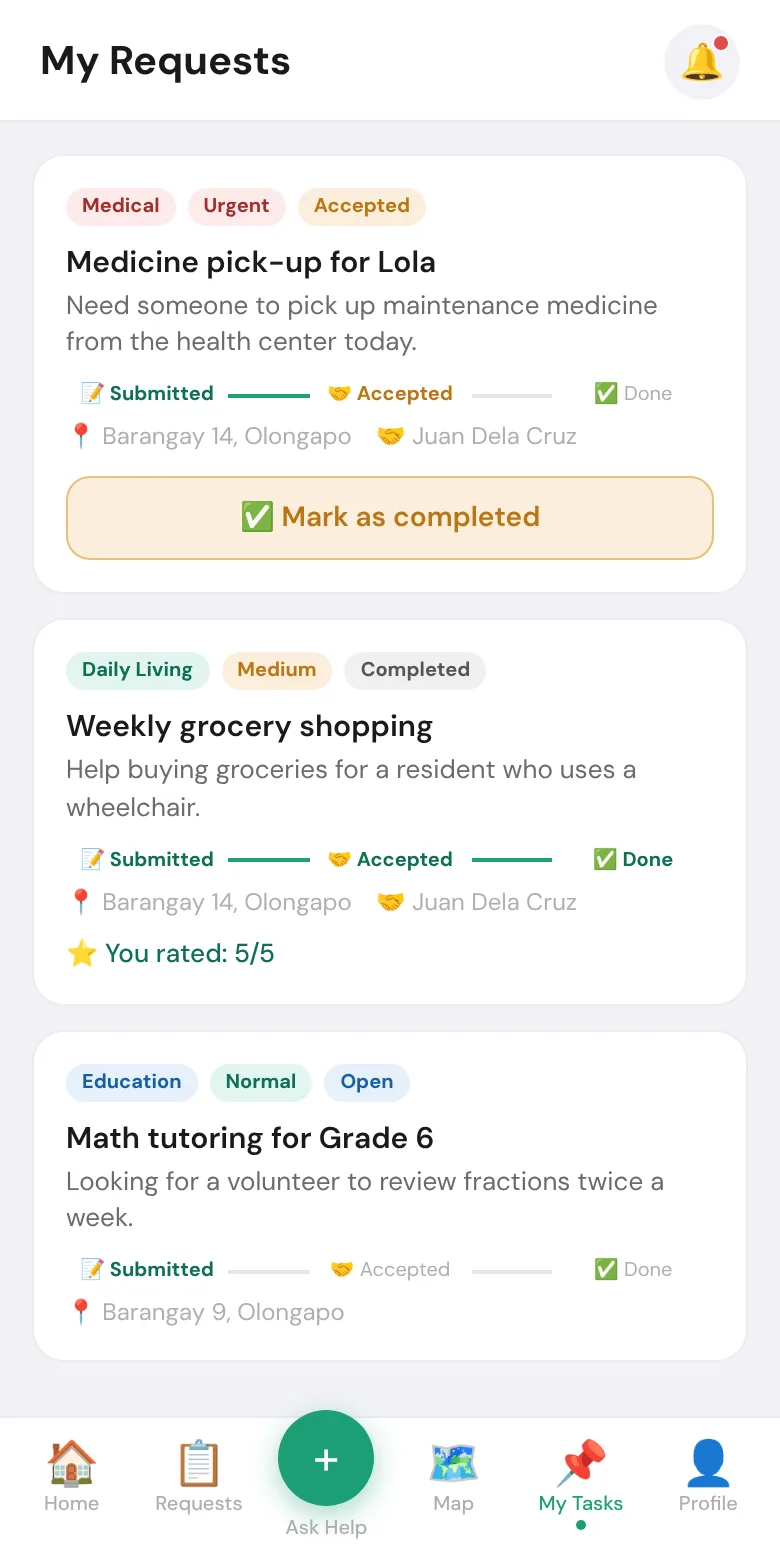 My Requests
Medical Urgent Accepted
Medicine pick-up for Lola
Need someone to pick up maintenance medicine
from the health center today.
Submitted Accepted Done
Barangay 14, Olongapo Juan Dela Cruz
Mark as completed
Daily Living Medium Completed
Weekly grocery shopping
Help buying groceries for a resident who uses a
wheelchair.
Submitted Accepted Done
Barangay 14, Olongapo Juan Dela Cruz
You rated: 5/5
Education Normal Open
Math tutoring for Grade 6
Looking for a volunteer to review fractions twice a
week.
Submitted Accepted Done
Barangay 9, Olongapo
+
Home Requests Ask Help Map My Tasks Profile